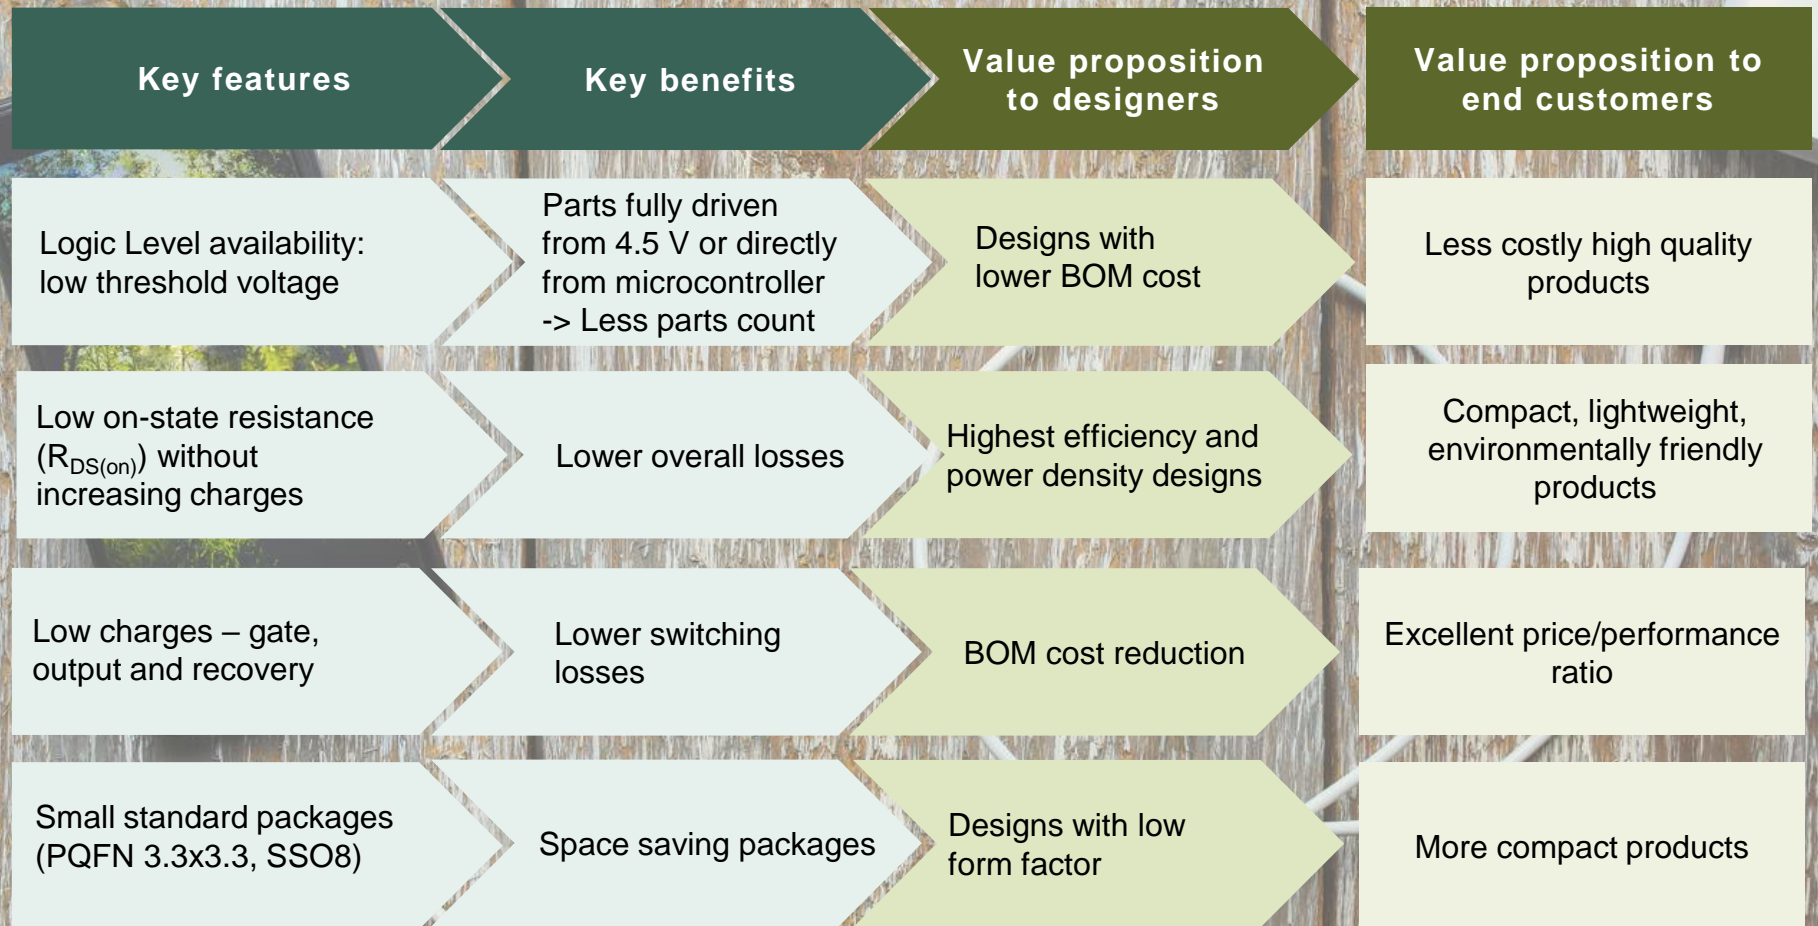 Key features
Key benefits
Value proposition
to designers
Value proposition to
end customers
Logic Level availability:
low threshold voltage
Parts fully driven
from 4.5 V or directly
from microcontroller
-> Less parts count
Designs with
lower BOM cost
Less costly high quality
products
Low on-state resistance
(RDS(on)) without
increasing charges
Lower overall losses
Highest efficiency and
power density designs
Compact, lightweight,
environmentally friendly
products
Low charges – gate,
output and recovery
Lower switching
losses
BOM cost reduction
Excellent price/performance
ratio
Small standard packages
(PQFN 3.3x3.3, SSO8)
Space saving packages
Designs with low
form factor
More compact products